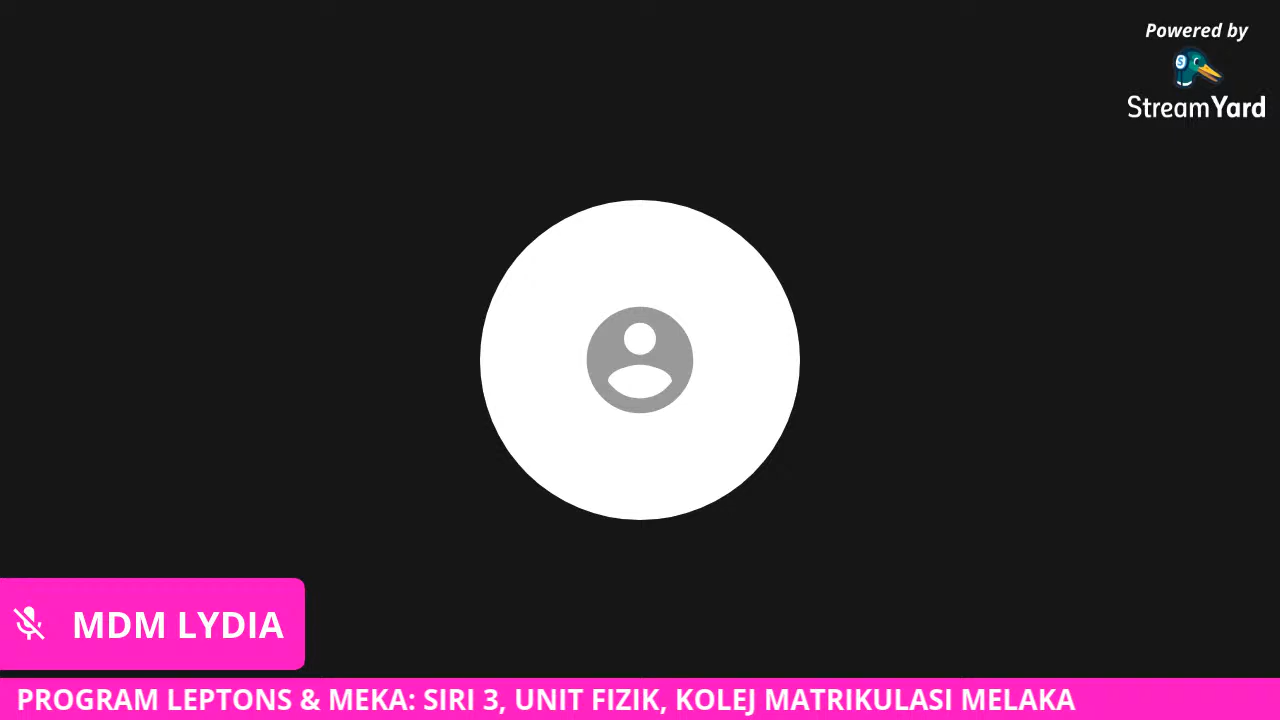 Powered by
S
StreamYard
MDM LYDIA
PROGRAM LEPTONS & MEKA: SIRI 3, UNIT FIZIK, KOLEJ MATRIKULASI MELAKA